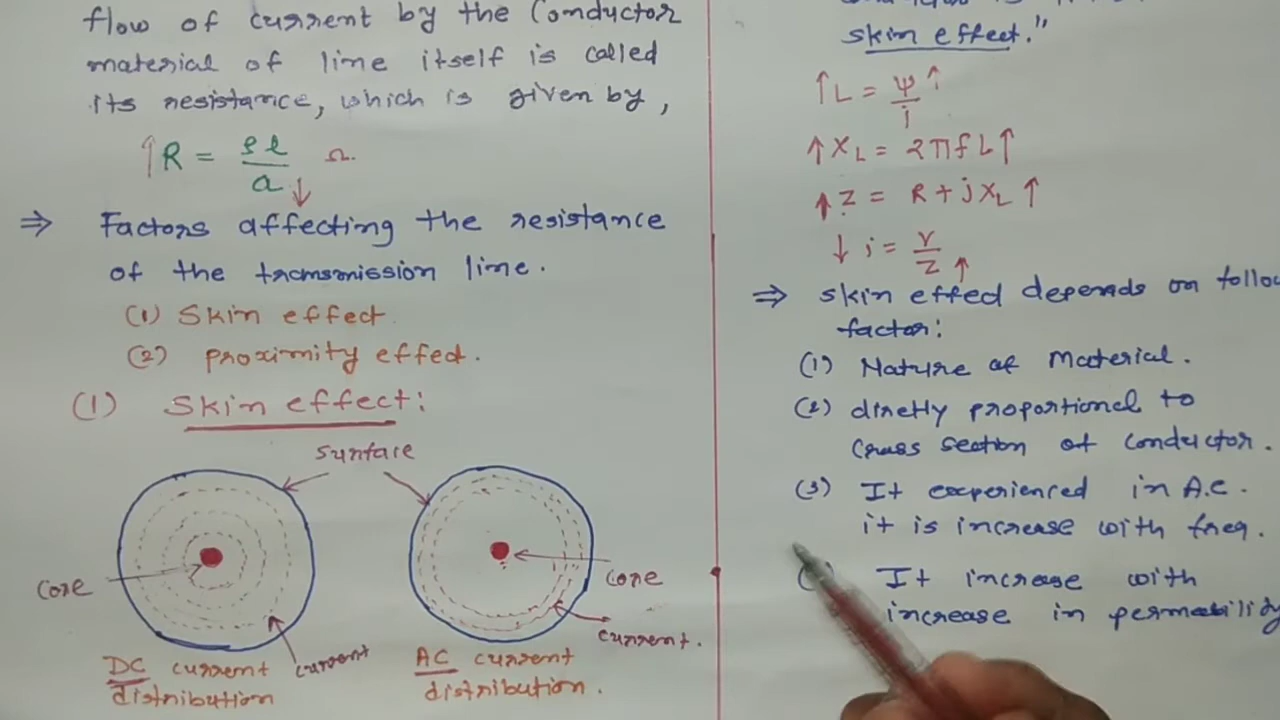 flow of current by the Conductor
material of line itself is called
its resistance, which is given by,
↑R = ρl/a↓ Ω.
⇒ Factors affecting the resistance
of the transmission line.
(1) Skin effect
(2) proximity effect.
(1) Skin effect:
surface
core
current
DC current
distribution
core
current.
AC current
distribution.
skin effect."
↑L = ψ↑/i
↑XL = 2πfL↑
↑Z = R + jXL↑
↓i = V/Z↑
⇒ skin effed depends on follow
factor:
(1) Nature of Material.
(2) diretly proportional to
Cross section of conductor.
(3) It experienced in A.C.
it is increase with freq.
It increase with
increase in permeability